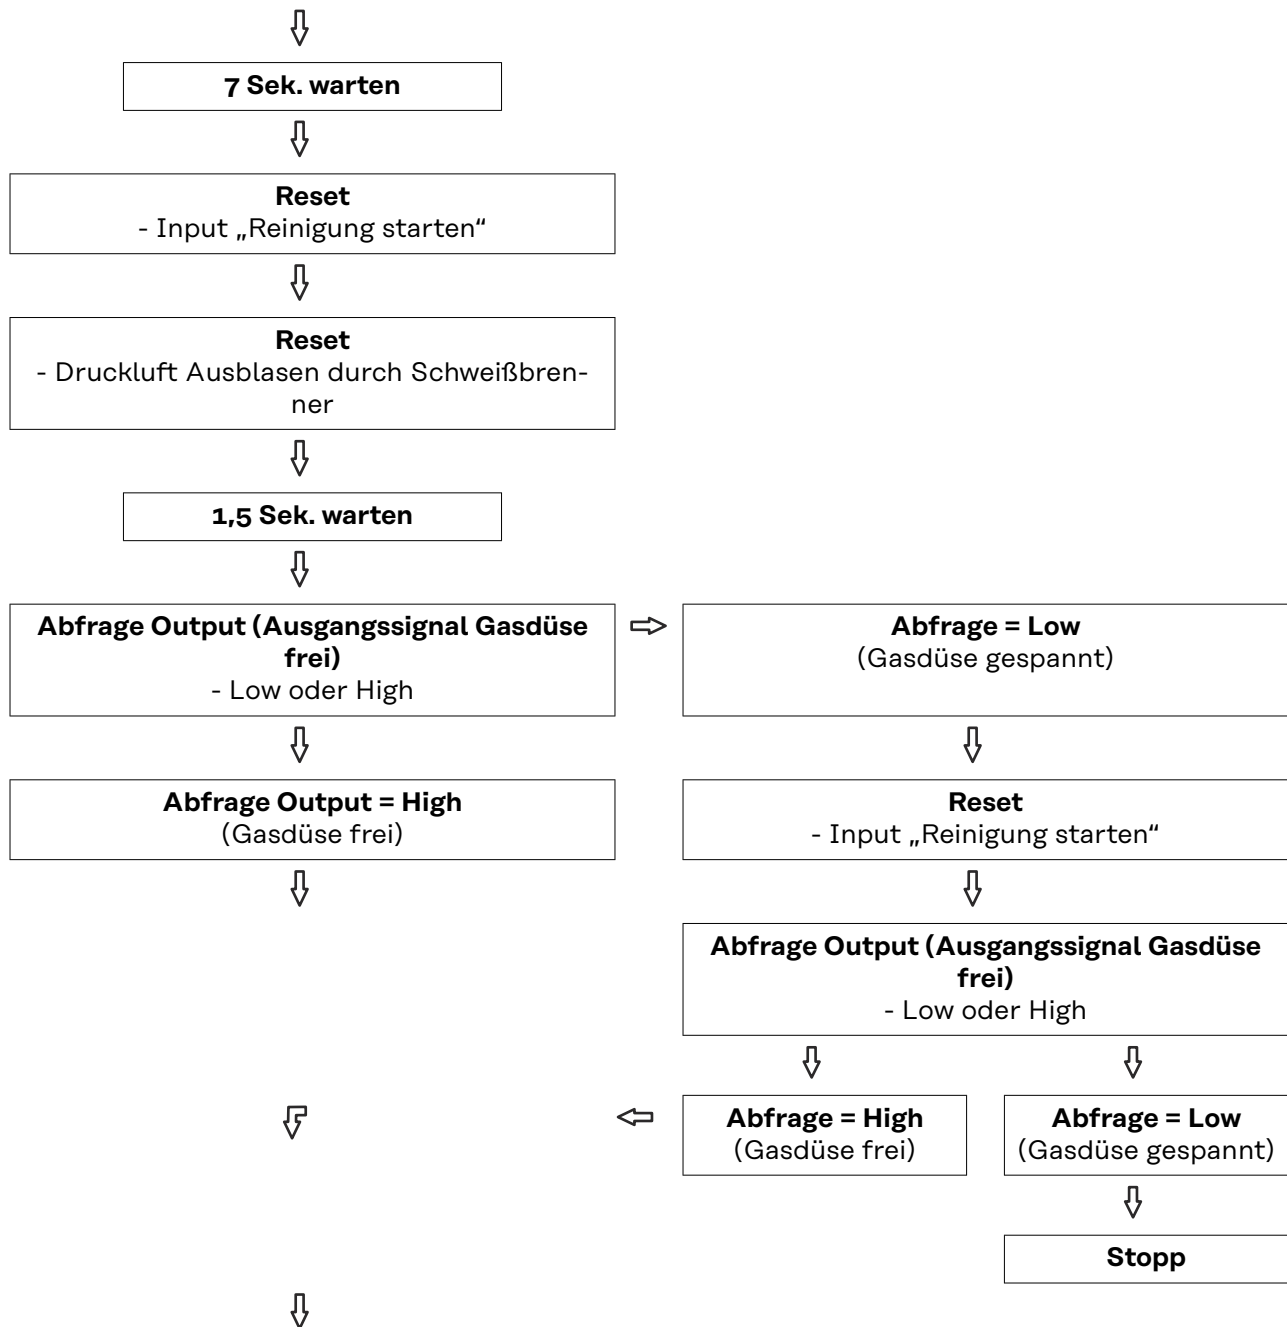 7 Sek. warten
Reset
- Input „Reinigung starten“
Reset
- Druckluft Ausblasen durch Schweißbren-
ner
1,5 Sek. warten
Abfrage Output (Ausgangssignal Gasdüse
frei)
- Low oder High
Abfrage = Low
(Gasdüse gespannt)
Abfrage Output = High
(Gasdüse frei)
Reset
- Input „Reinigung starten“
Abfrage Output (Ausgangssignal Gasdüse
frei)
- Low oder High
Abfrage = High
(Gasdüse frei)
Abfrage = Low
(Gasdüse gespannt)
Stopp